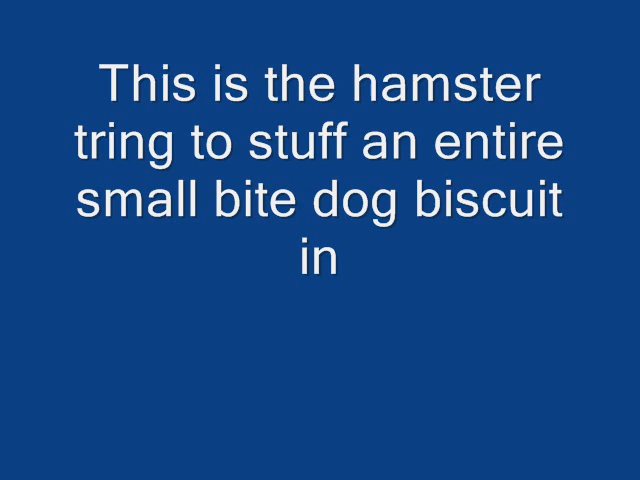 This is the hamster
tring to stuff an entire
small bite dog biscuit
in